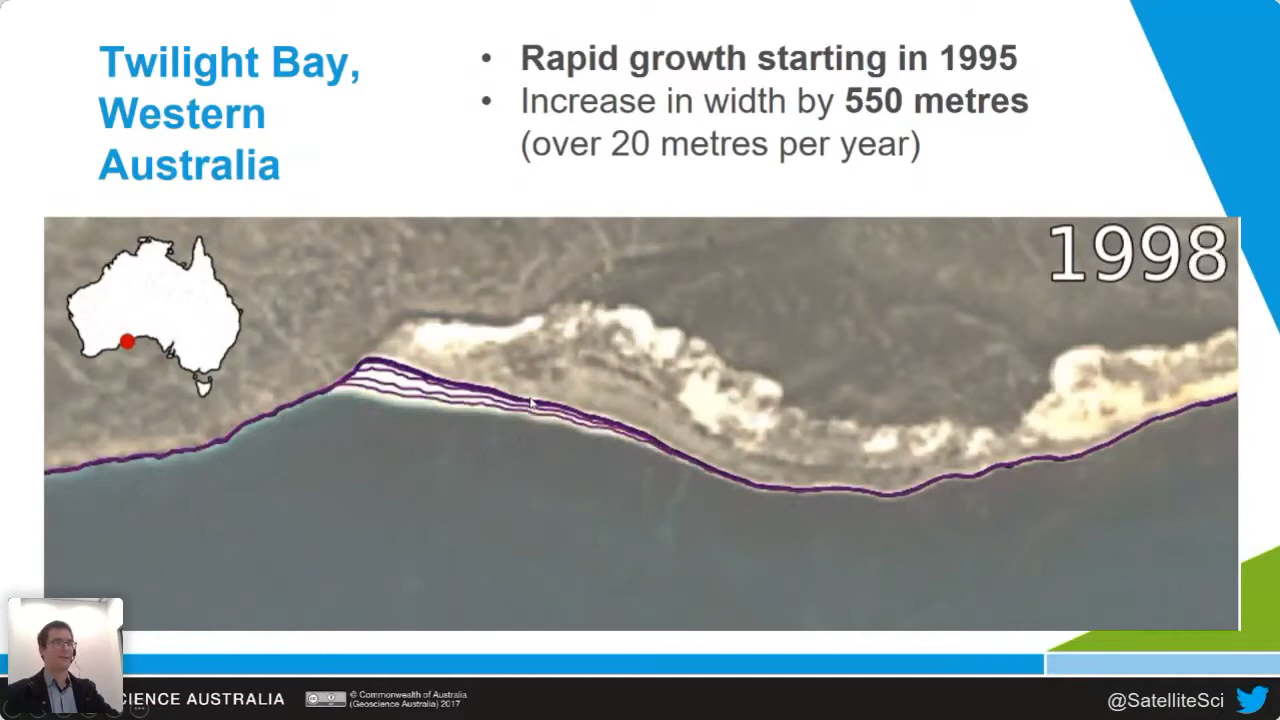 Twilight Bay,
Western
Australia
• Rapid growth starting in 1995
• Increase in width by 550 metres
(over 20 metres per year)
1998
CIENCE AUSTRALIA
© Commonwealth of Australia
(Geoscience Australia) 2017
@SatelliteSci